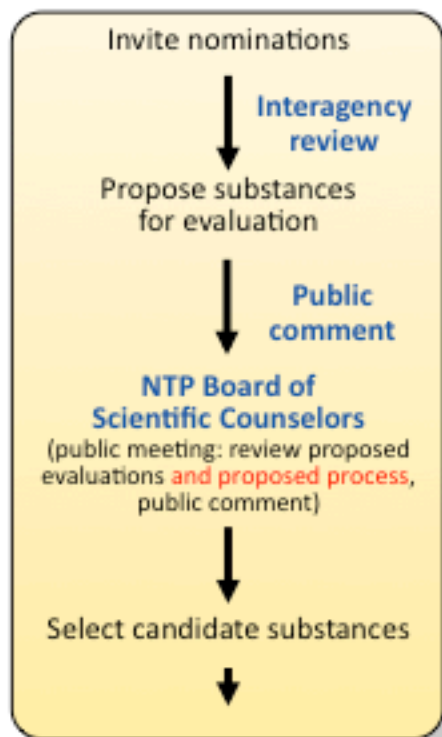 Invite nominations
Interagency
review
Propose substances
for evaluation
Public
comment
NTP Board of
Scientific Counselors
(public meeting: review proposed
evaluations and proposed process,
public comment)
Select candidate substances